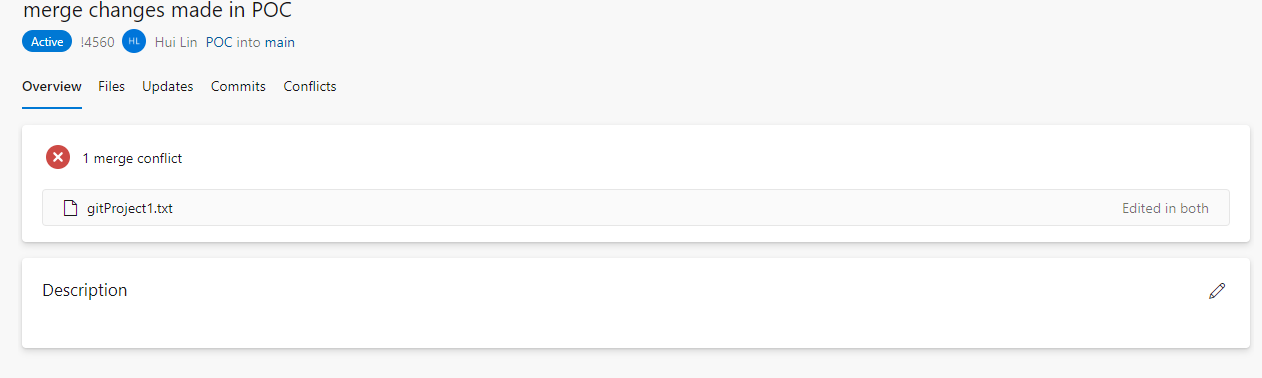 merge changes made in POC
Active !4560 HL Hui Lin POC into main
Overview Files Updates Commits Conflicts
1 merge conflict
gitProject1.txt Edited in both
Description